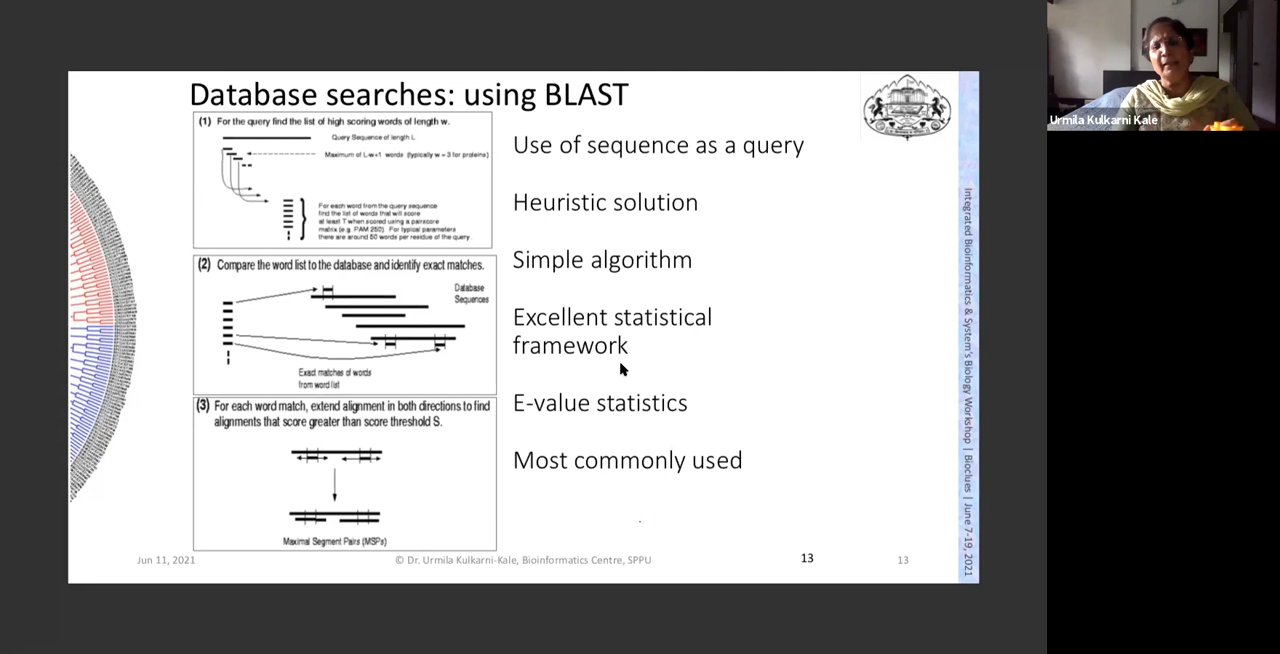 Database searches: using BLAST
(1) For the query find the list of high scoring words of length w.
Query Sequence of length L
Maximum of L-w+1 words (typically w = 3 for proteins)
For each word from the query sequence
find the list of words that will score
at least T when scored using a pairscore
matrix (e.g. PAM 250). For typical parameters
there are around 50 words per residue of the query.
(2) Compare the word list to the database and identify exact matches.
Database
Sequences
Exact matches of words
from word list
(3) For each word match, extend alignment in both directions to find
alignments that score greater than score threshold S.
Maximal Segment Pairs (MSPs)
Use of sequence as a query
Heuristic solution
Simple algorithm
Excellent statistical
framework
E-value statistics
Most commonly used
Jun 11, 2021
© Dr. Urmila Kulkarni-Kale, Bioinformatics Centre, SPPU
13
13
Integrated Bioinformatics & System's Biology Workshop | Bioclues | June 7-19, 2021
Urmila Kulkarni Kale